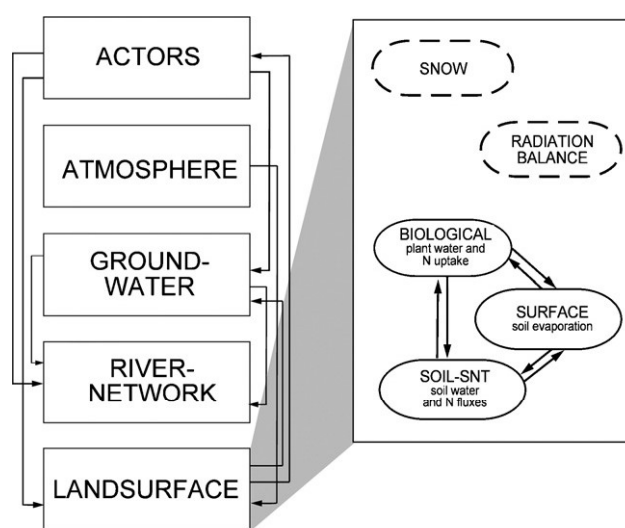 ACTORS
ATMOSPHERE
GROUND-
WATER
RIVER-
NETWORK
LANDSURFACE
SNOW
RADIATION
BALANCE
BIOLOGICAL
plant water and
N uptake
SURFACE
soil evaporation
SOIL-SNT
soil water
and N fluxes